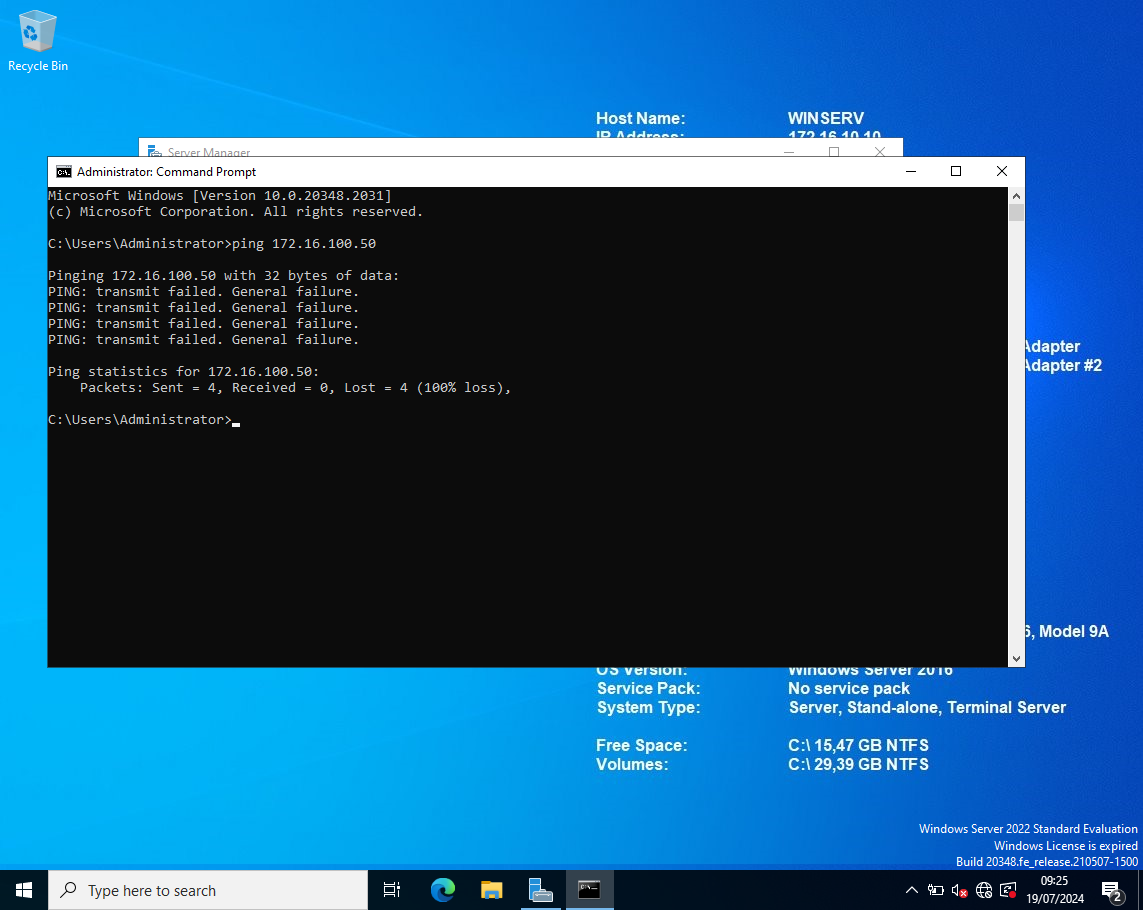 Recycle Bin
Host Name: WINSERV
IP Address: 172.16.10.10
Server Manager
Administrator: Command Prompt
Microsoft Windows [Version 10.0.20348.2031]
(c) Microsoft Corporation. All rights reserved.
C:\Users\Administrator>ping 172.16.100.50
Pinging 172.16.100.50 with 32 bytes of data:
PING: transmit failed. General failure.
PING: transmit failed. General failure.
PING: transmit failed. General failure.
PING: transmit failed. General failure.
Ping statistics for 172.16.100.50:
Packets: Sent = 4, Received = 0, Lost = 4 (100% loss),
C:\Users\Administrator>
Adapter
Adapter #2
6, Model 9A
OS Version: Windows Server 2016
Service Pack: No service pack
System Type: Server, Stand-alone, Terminal Server
Free Space: C:\ 15,47 GB NTFS
Volumes: C:\ 29,39 GB NTFS
Windows Server 2022 Standard Evaluation
Windows License is expired
Build 20348.fe_release.210507-1500
Type here to search
09:25
19/07/2024
2